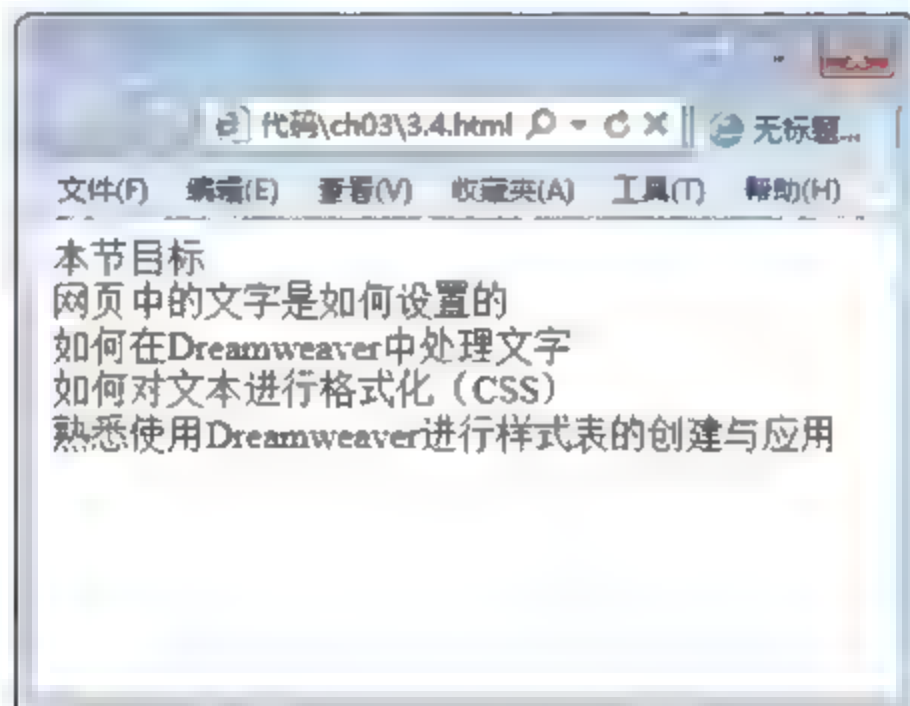 代码\ch03\3.4.html 无标题...
文件(F) 编辑(E) 查看(V) 收藏夹(A) 工具(T) 帮助(H)
本节目标
网页中的文字是如何设置的
如何在Dreamweaver中处理文字
如何对文本进行格式化（CSS）
熟悉使用Dreamweaver进行样式表的创建与应用